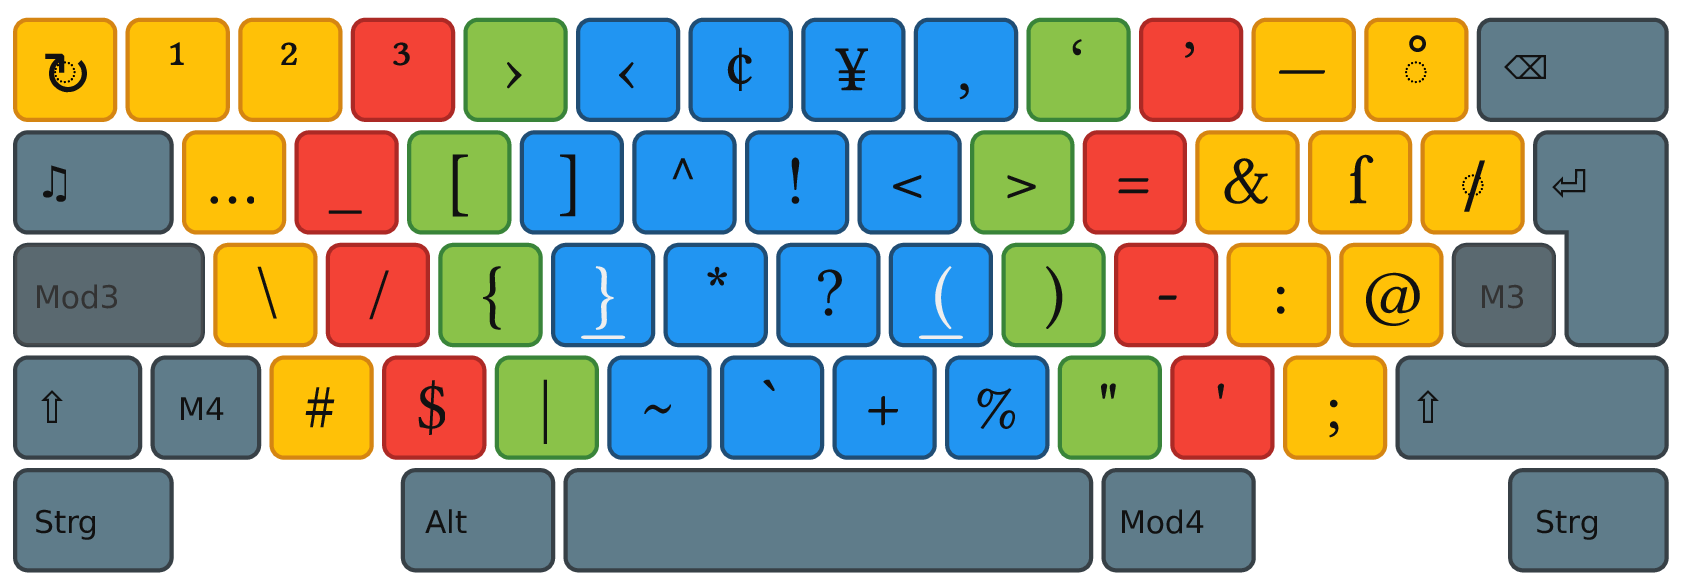 ↻ ¹ ² ³ › ‹ ¢ ¥ ‚ ‘ ’ — ˚ ⌫
♫ … _ [ ] ^ ! < > = & ſ / ⏎
Mod3 \ / { } * ? ( ) - : @ M3
⇧ M4 # $ | ~ ` + % " ' ; ⇧
Strg Alt Mod4 Strg